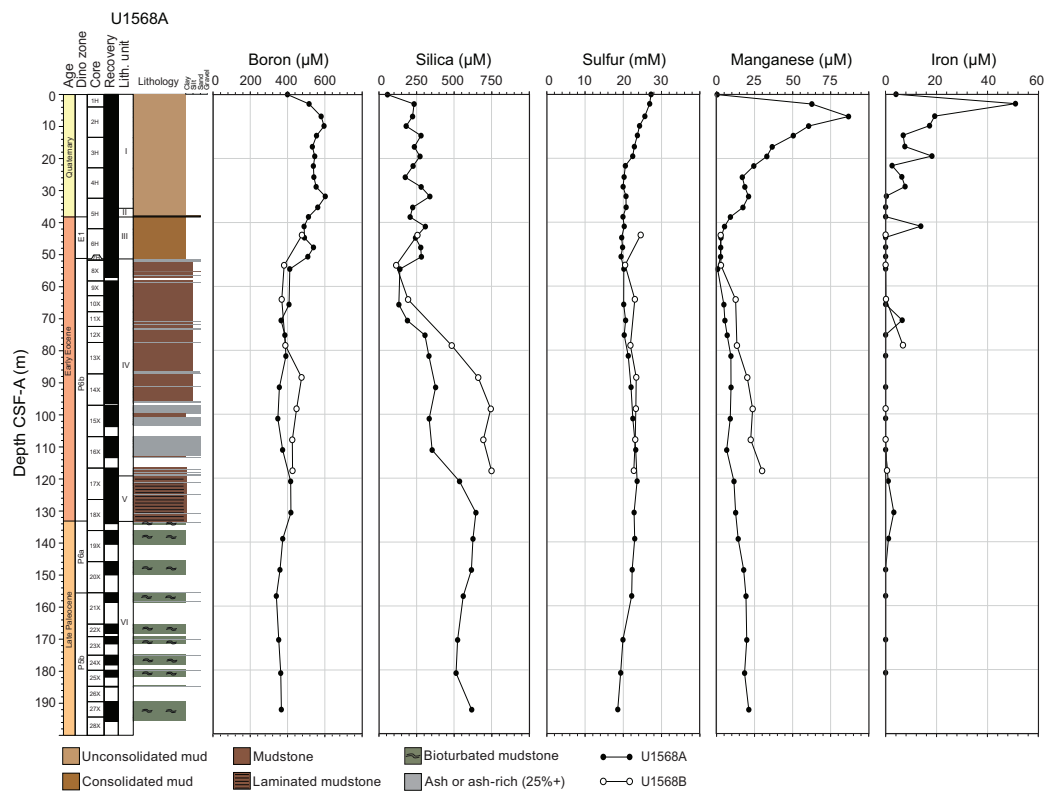 U1568A
Age
Dino zone
Core
Recovery
Lith. unit
Lithology
Clay
Silt
Sand
Gravel
Boron (µM)
Silica (µM)
Sulfur (mM)
Manganese (µM)
Iron (µM)
0 200 400 600
0 250 500 750
0 10 20 30 40
0 25 50 75
0 20 40 60
Depth CSF-A (m)
0
10
20
30
40
50
60
70
80
90
100
110
120
130
140
150
160
170
180
190
Quaternary
Early Eocene
Late Paleocene
E1
P6b
P6a
P5b
1H
2H
3H
4H
5H
6H
8X
9X
10X
11X
12X
13X
14X
15X
16X
17X
18X
19X
20X
21X
22X
23X
24X
25X
26X
27X
28X
I
II
III
IV
V
VI
Unconsolidated mud
Mudstone
Bioturbated mudstone
U1568A
Consolidated mud
Laminated mudstone
Ash or ash-rich (25%+)
U1568B